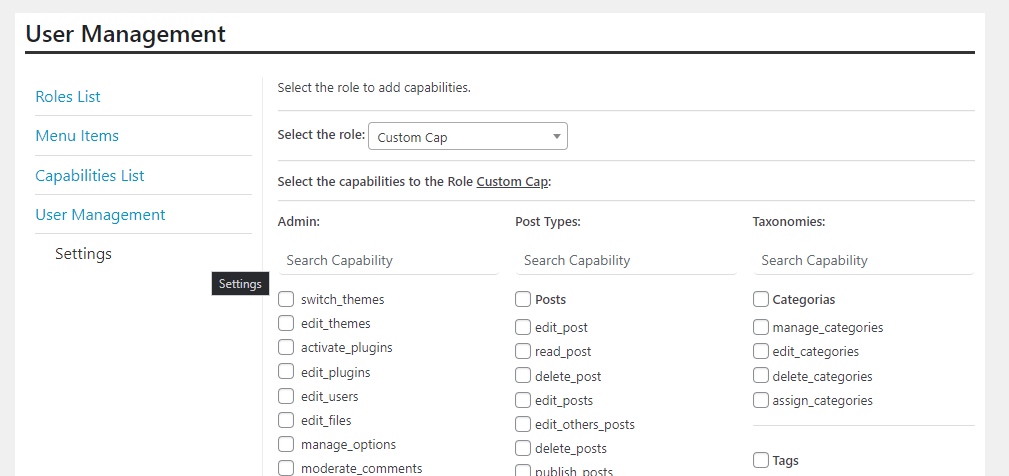 User Management
Roles List
Menu Items
Capabilities List
User Management
Settings
Settings
Select the role to add capabilities.
Select the role: Custom Cap
Select the capabilities to the Role Custom Cap:
Admin:
Search Capability
switch_themes
edit_themes
activate_plugins
edit_plugins
edit_users
edit_files
manage_options
moderate_comments
Post Types:
Search Capability
Posts
edit_post
read_post
delete_post
edit_posts
edit_others_posts
delete_posts
publish_posts
Taxonomies:
Search Capability
Categorias
manage_categories
edit_categories
delete_categories
assign_categories
Tags